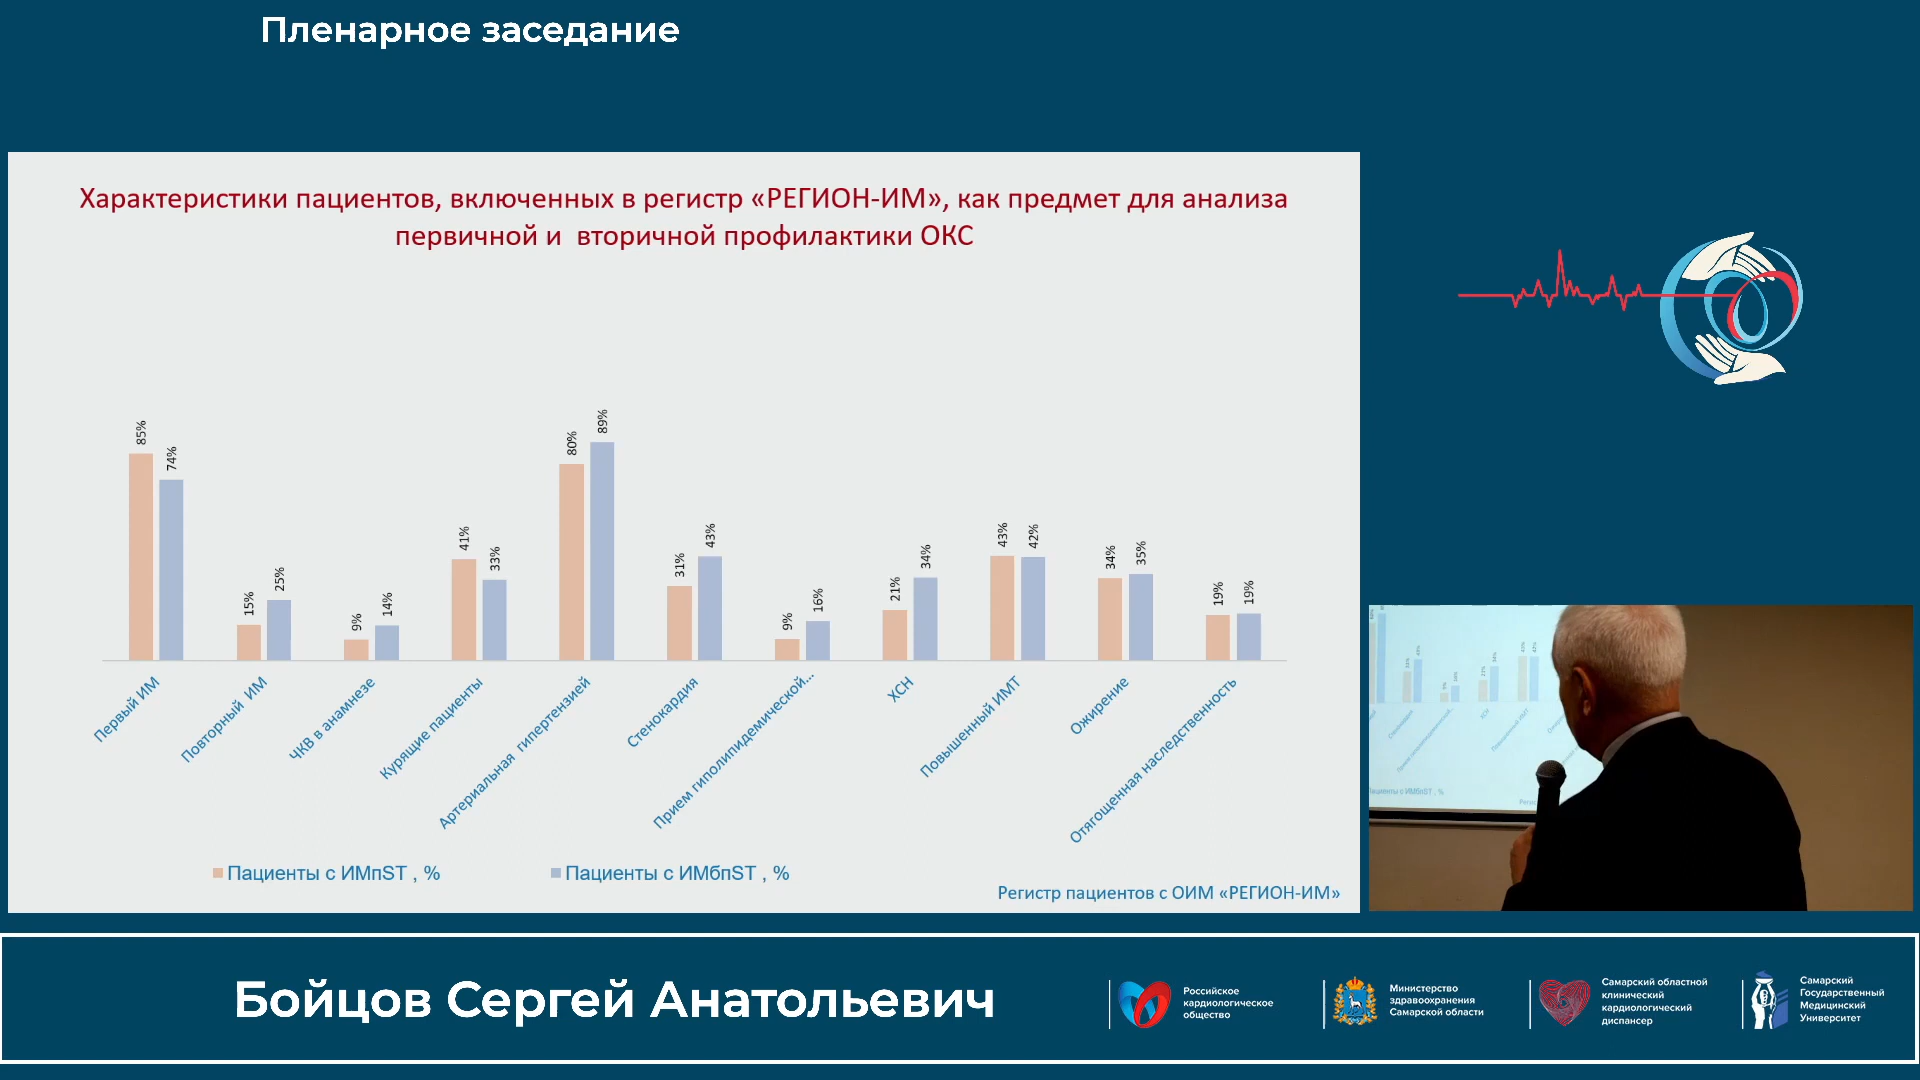 Пленарное заседание
Характеристики пациентов, включенных в регистр «РЕГИОН-ИМ», как предмет для анализа
первичной и вторичной профилактики ОКС
85%
74%
15%
25%
9%
14%
41%
33%
80%
89%
31%
43%
9%
16%
21%
34%
43%
42%
34%
35%
19%
19%
Первый ИМ
Повторный ИМ
ЧКВ в анамнезе
Курящие пациенты
Артериальная гипертензией
Стенокардия
Прием гиполипидемической...
ХСН
Повышенный ИМТ
Ожирение
Отягощенная наследственность
Пациенты с ИМпST , %
Пациенты с ИМбпST , %
Регистр пациентов с ОИМ «РЕГИОН-ИМ»
Бойцов Сергей Анатольевич
Российское
кардиологическое
общество
Министерство
здравоохранения
Самарской области
Самарский областной
клинический
кардиологический
диспансер
Самарский
Государственный
Медицинский
Университет